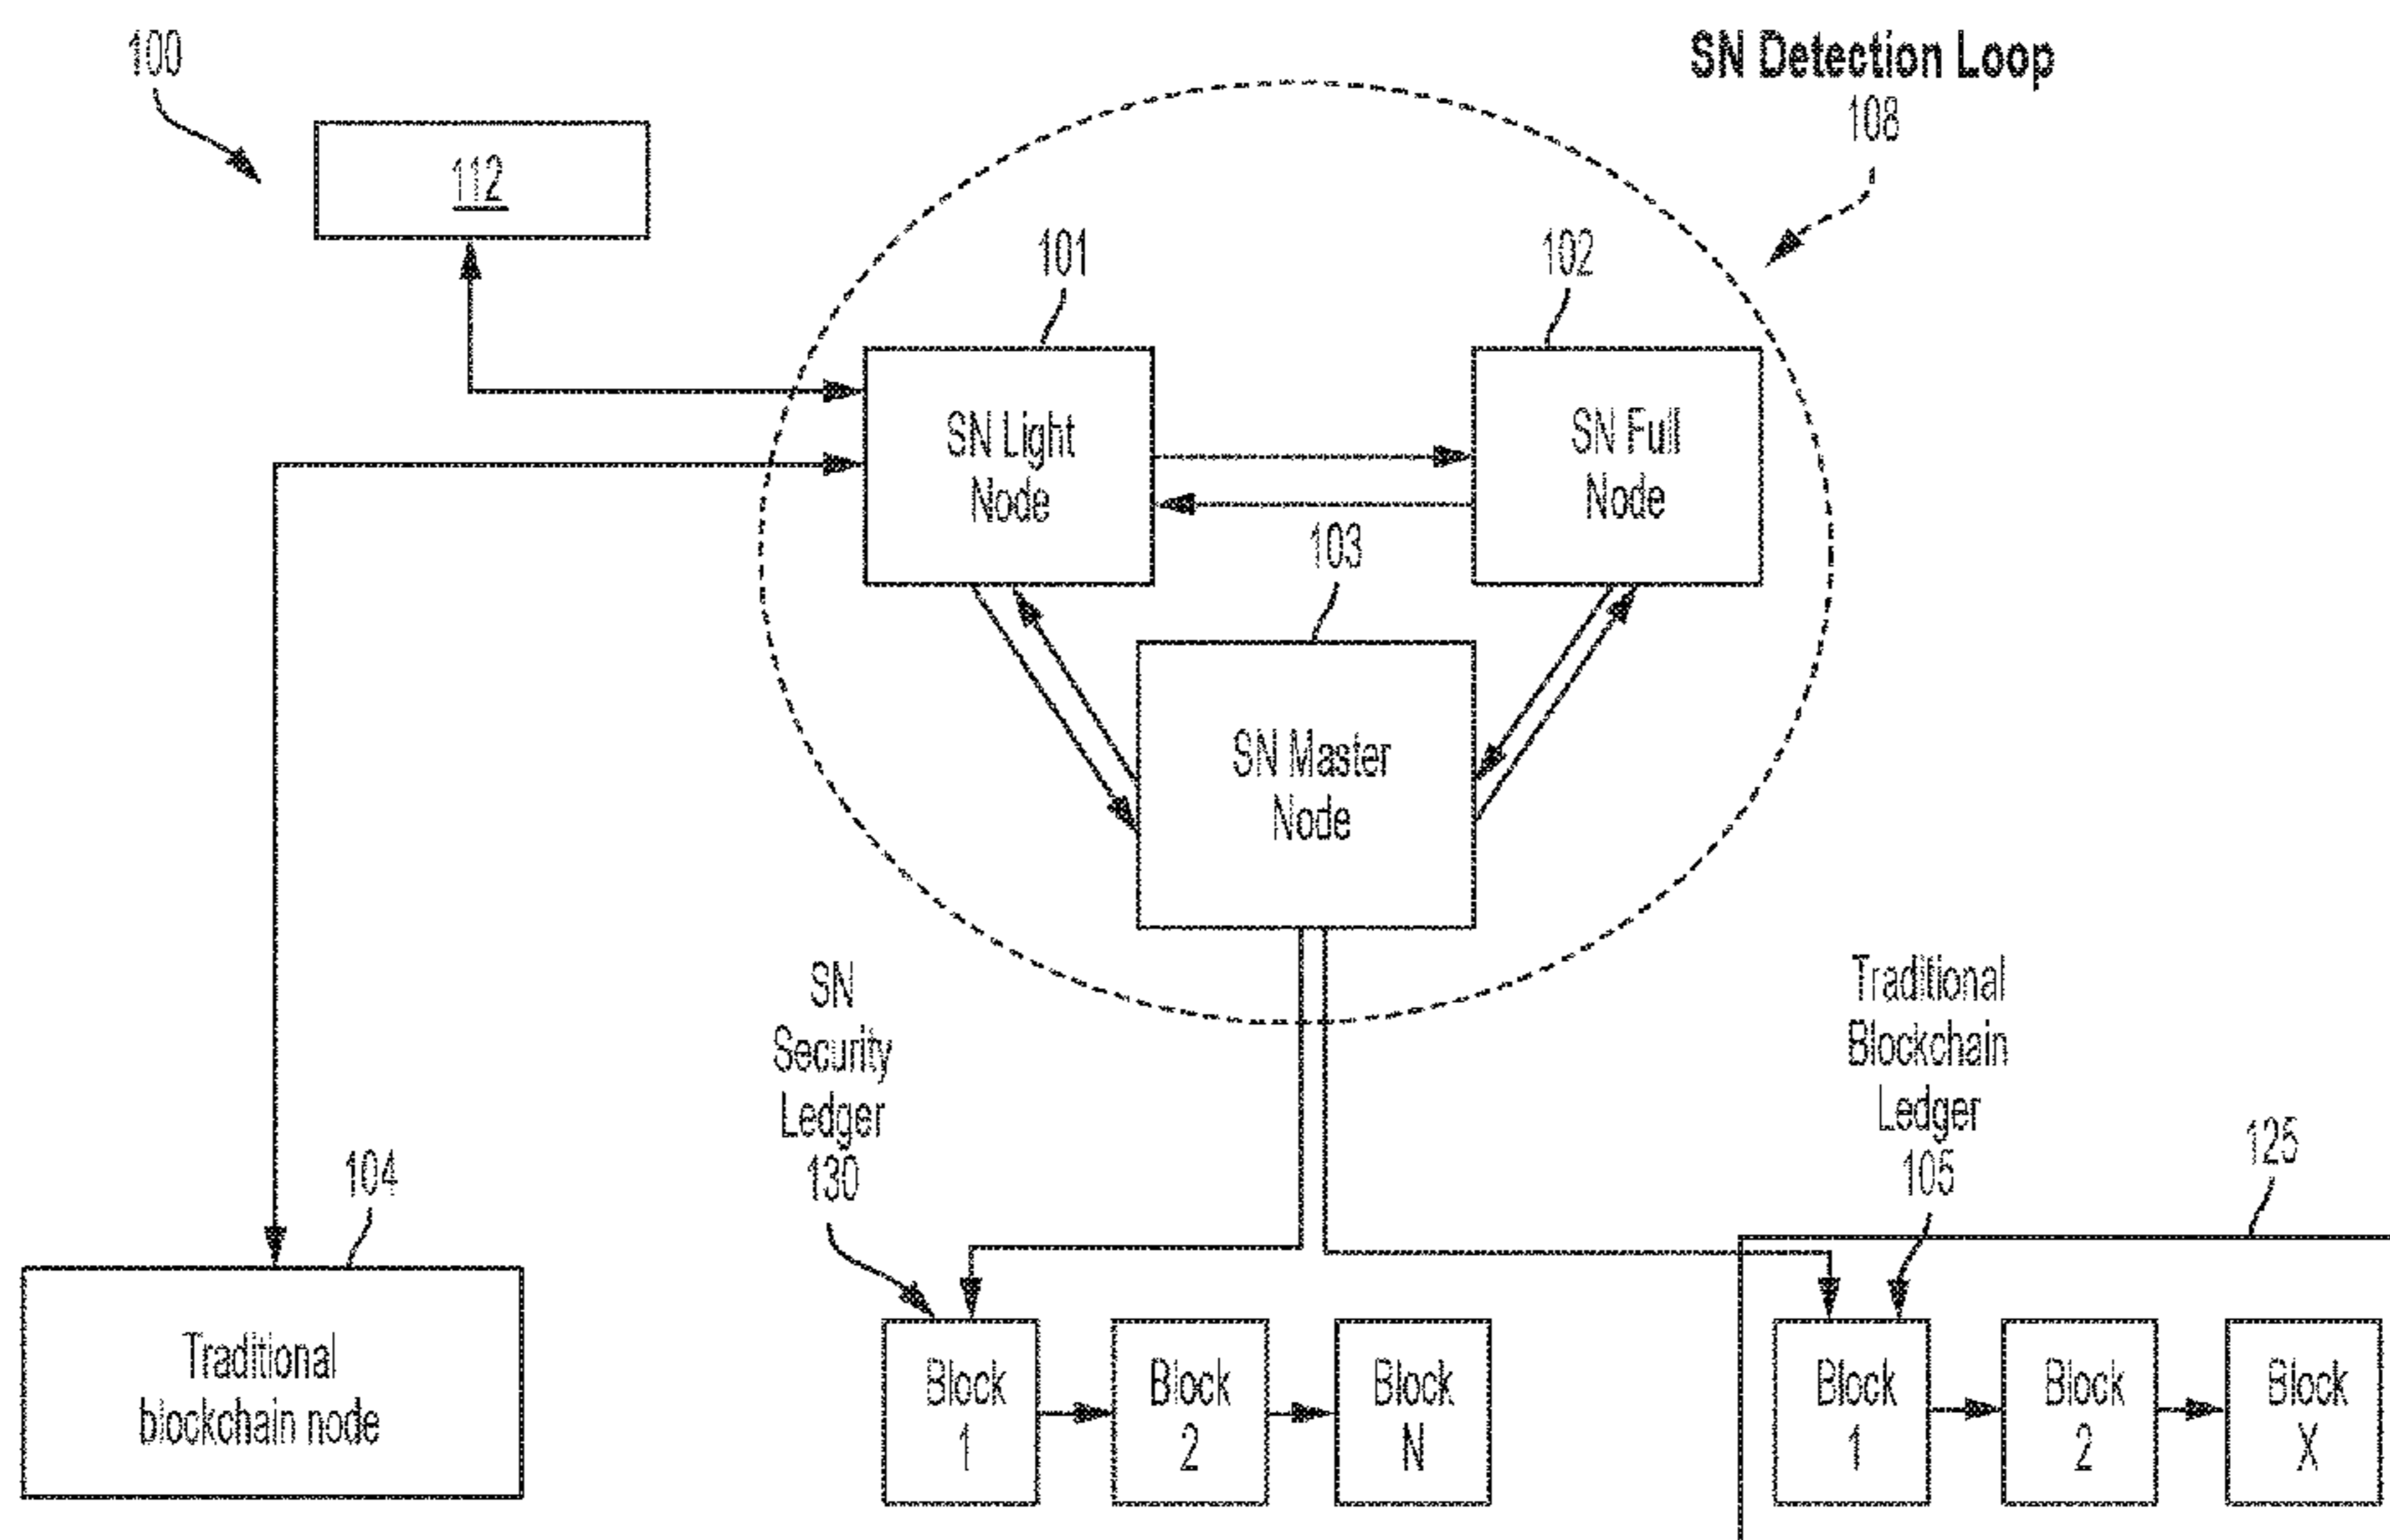 100
112
SN Detection Loop
108
101
102
SN Light
Node
SN Full
Node
103
SN Master
Node
SN
Security
Ledger
130
Traditional
Blockchain
Ledger
105
125
104
Traditional
blockchain node
Block
1
Block
2
Block
N
Block
1
Block
2
Block
X